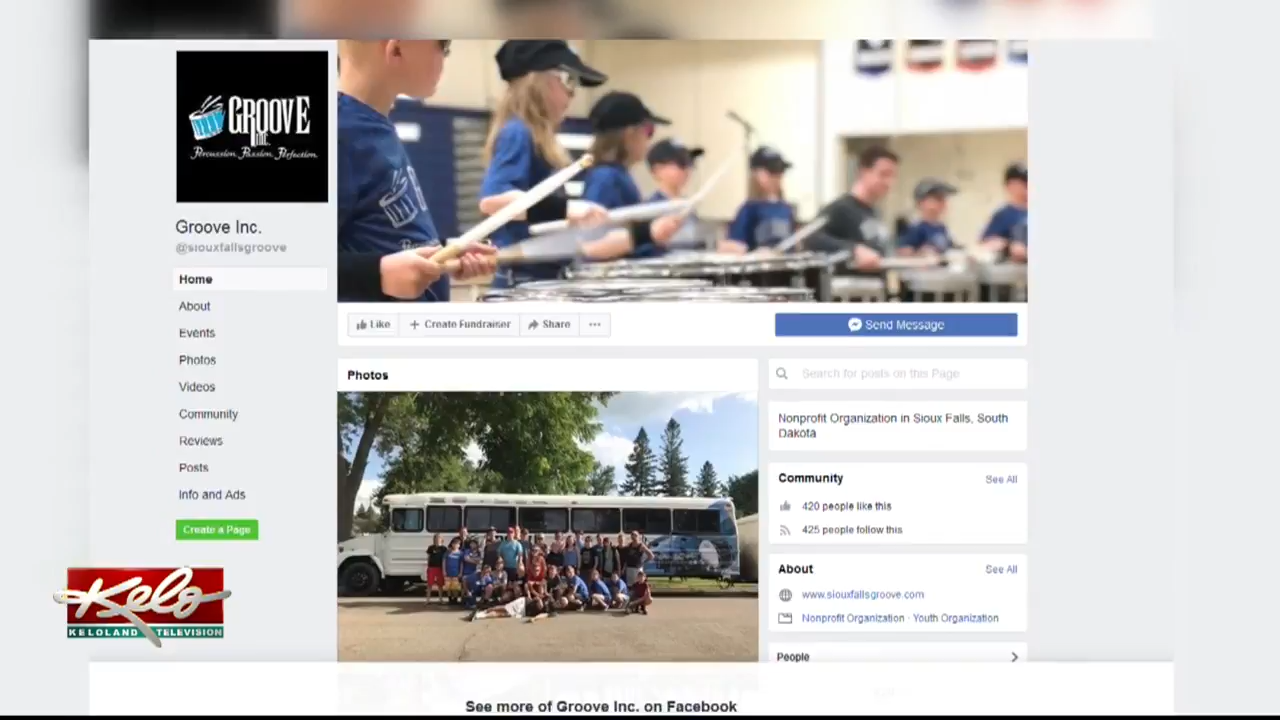 GROOVE
INC.
Percussion. Passion. Perfection.
Groove Inc.
@siouxfallsgroove
Home
About
Events
Photos
Videos
Community
Reviews
Posts
Info and Ads
Create a Page
Like
Create Fundraiser
Share
Send Message
Photos
Search for posts on this Page
Nonprofit Organization in Sioux Falls, South
Dakota
Community
See All
420 people like this
425 people follow this
About
See All
www.siouxfallsgroove.com
Nonprofit Organization · Youth Organization
People
See more of Groove Inc. on Facebook
Kelo
KELOLAND TELEVISION